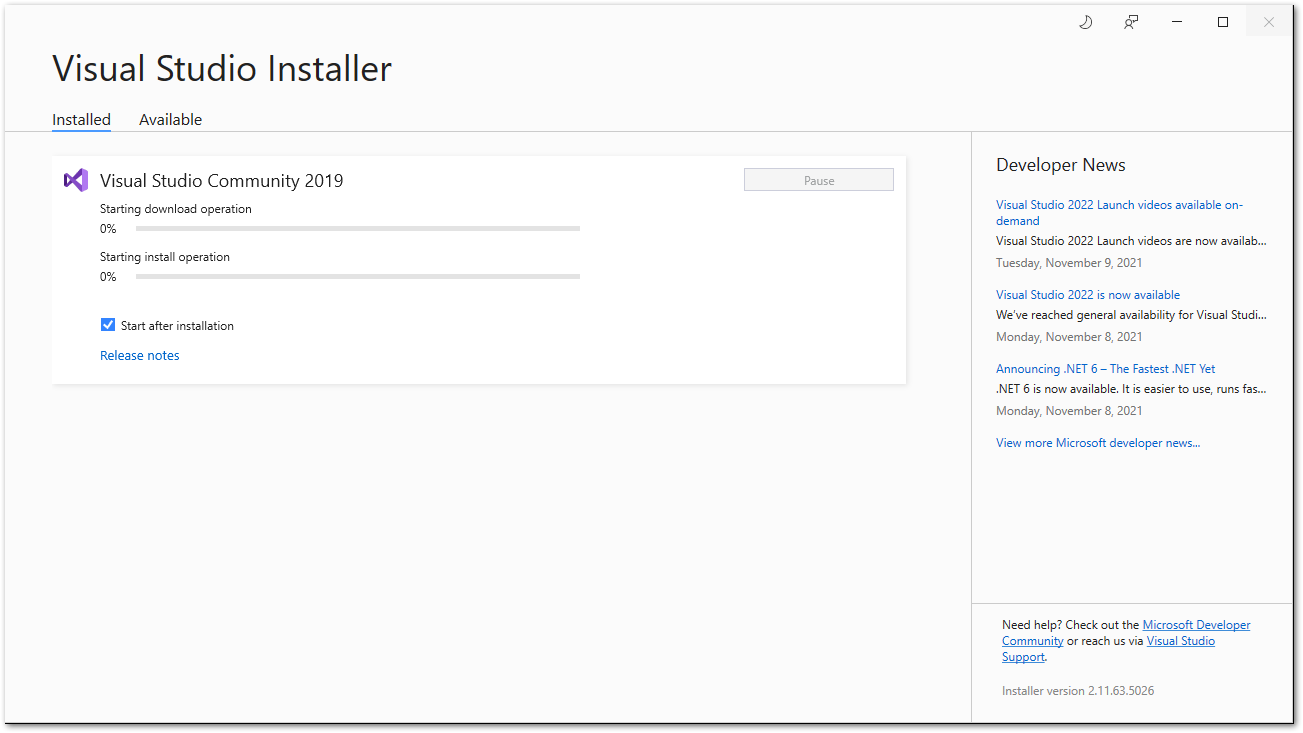 Visual Studio Installer
Installed
Available
Visual Studio Community 2019
Pause
Starting download operation
0%
Starting install operation
0%
Start after installation
Release notes
Developer News
Visual Studio 2022 Launch videos available on-
demand
Visual Studio 2022 Launch videos are now availab...
Tuesday, November 9, 2021
Visual Studio 2022 is now available
We've reached general availability for Visual Studi...
Monday, November 8, 2021
Announcing .NET 6 – The Fastest .NET Yet
.NET 6 is now available. It is easier to use, runs fas...
Monday, November 8, 2021
View more Microsoft developer news...
Need help? Check out the Microsoft Developer
Community or reach us via Visual Studio
Support.
Installer version 2.11.63.5026